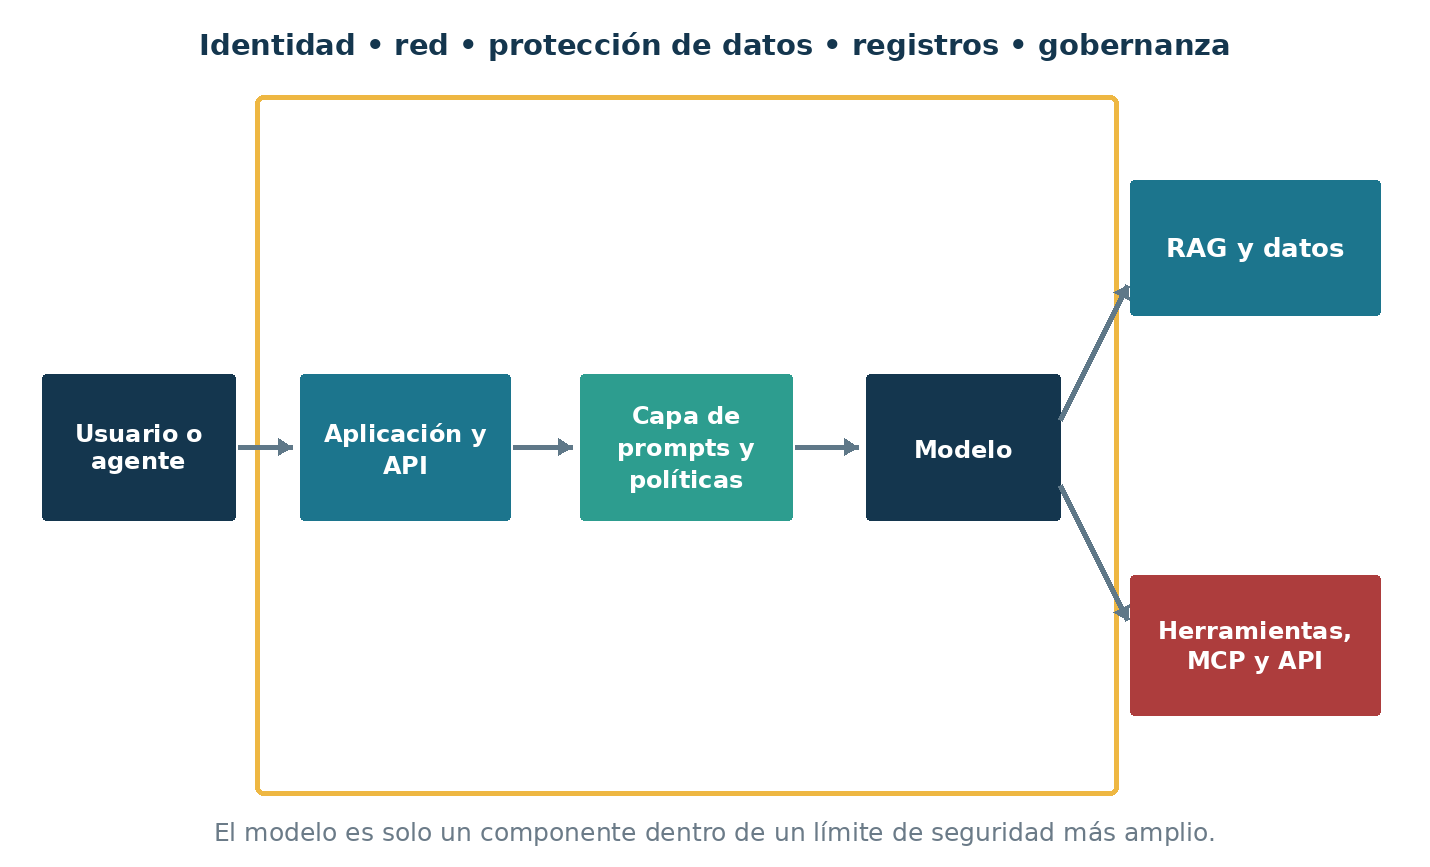 Identidad • red • protección de datos • registros • gobernanza
RAG y datos
Usuario o
agente
Aplicación y
API
Capa de
prompts y
políticas
Modelo
Herramientas,
MCP y API
El modelo es solo un componente dentro de un límite de seguridad más amplio.